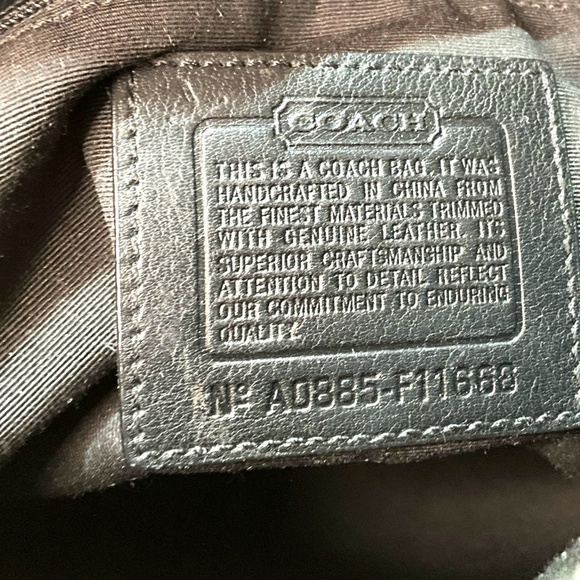 COACH
THIS IS A COACH BAG. IT WAS
HANDCRAFTED IN CHINA FROM
THE FINEST MATERIALS TRIMMED
WITH GENUINE LEATHER. ITS
SUPERIOR CRAFTSMANSHIP AND
ATTENTION TO DETAIL REFLECT
OUR COMMITMENT TO ENDURING
QUALITY.
Nº A0885-F11668